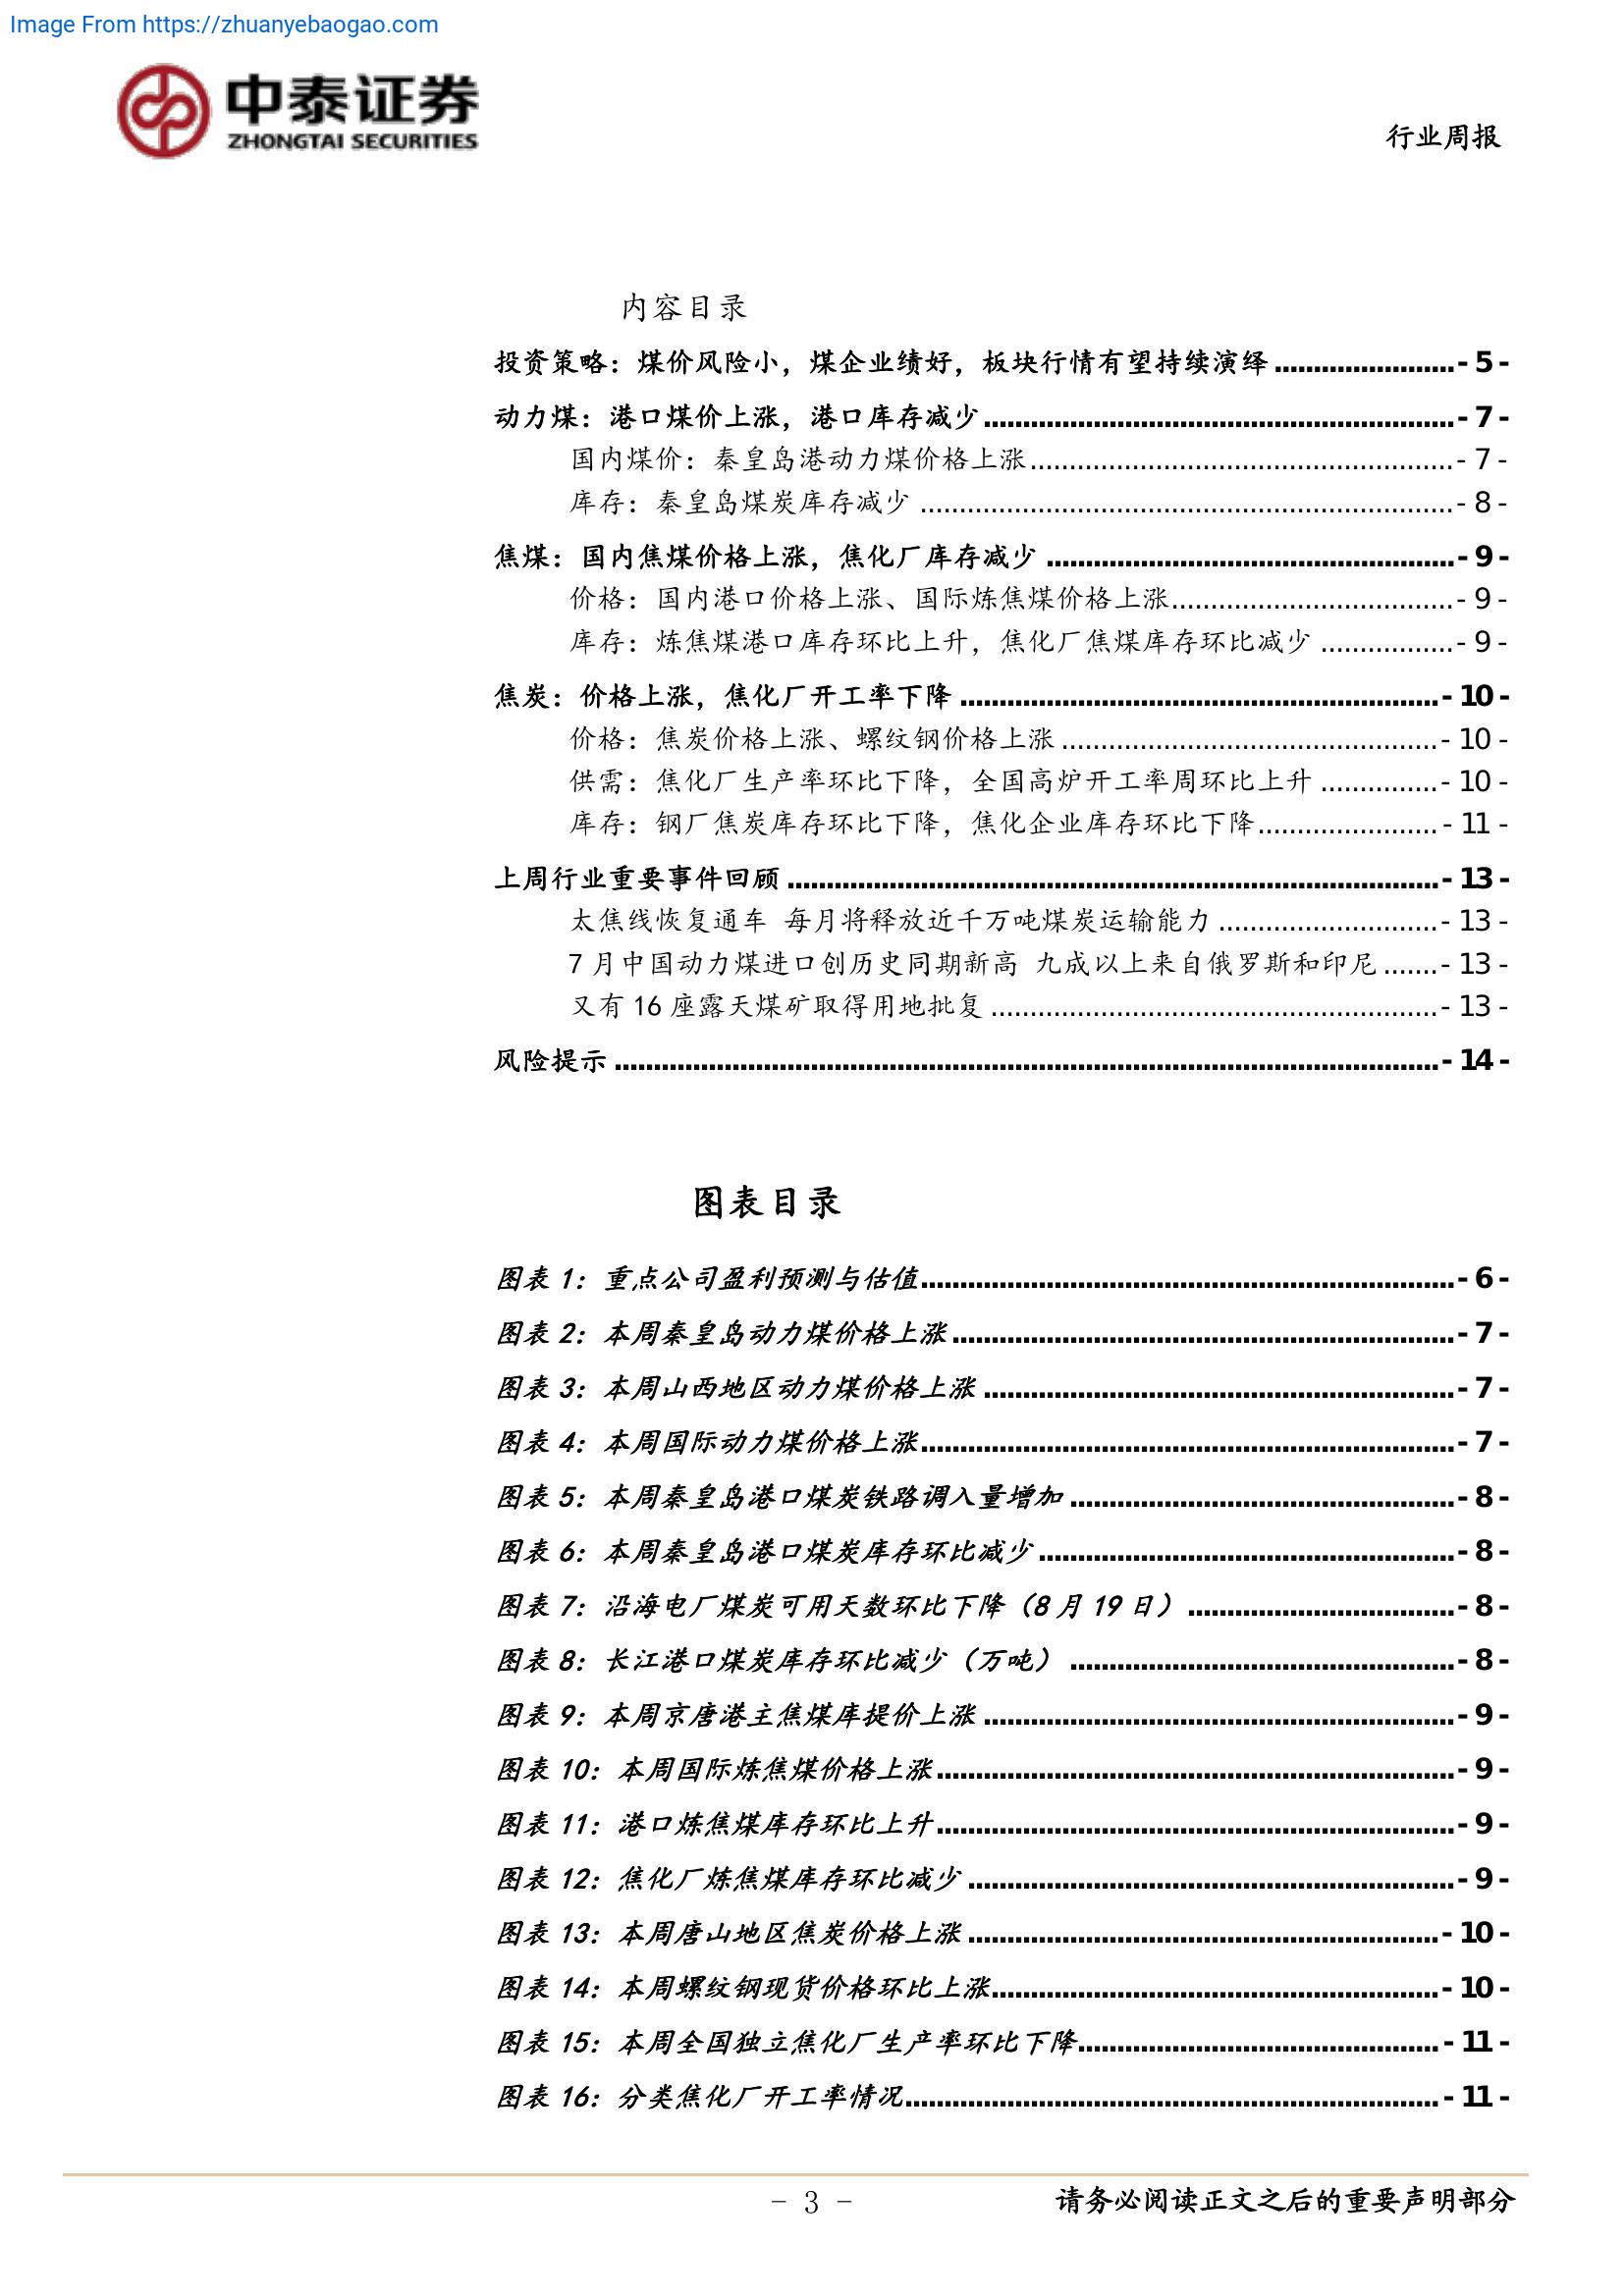 Image From https://zhuanyebaogao.com
中泰证券
ZHONGTAI SECURITIES
行业周报
内容目录
投资策略：煤价风险小，煤企业绩好，板块行情有望持续演绎.......................- 5 -
动力煤：港口煤价上涨，港口库存减少............................................................- 7 -
国内煤价：秦皇岛港动力煤价格上涨......................................................- 7 -
库存：秦皇岛煤炭库存减少....................................................................- 8 -
焦煤：国内焦煤价格上涨，焦化厂库存减少....................................................- 9 -
价格：国内港口价格上涨、国际炼焦煤价格上涨....................................- 9 -
库存：炼焦煤港口库存环比上升，焦化厂焦煤库存环比减少.................- 9 -
焦炭：价格上涨，焦化厂开工率下降.............................................................- 10 -
价格：焦炭价格上涨、螺纹钢价格上涨................................................- 10 -
供需：焦化厂生产率环比下降，全国高炉开工率周环比上升...............- 10 -
库存：钢厂焦炭库存环比下降，焦化企业库存环比下降.......................- 11 -
上周行业重要事件回顾...................................................................................- 13 -
太焦线恢复通车 每月将释放近千万吨煤炭运输能力............................- 13 -
7 月中国动力煤进口创历史同期新高 九成以上来自俄罗斯和印尼.......- 13 -
又有 16 座露天煤矿取得用地批复.........................................................- 13 -
风险提示.........................................................................................................- 14 -
图表目录
图表 1：重点公司盈利预测与估值....................................................................- 6 -
图表 2：本周秦皇岛动力煤价格上涨................................................................- 7 -
图表 3：本周山西地区动力煤价格上涨............................................................- 7 -
图表 4：本周国际动力煤价格上涨....................................................................- 7 -
图表 5：本周秦皇岛港口煤炭铁路调入量增加.................................................- 8 -
图表 6：本周秦皇岛港口煤炭库存环比减少.....................................................- 8 -
图表 7：沿海电厂煤炭可用天数环比下降（8 月 19 日）..................................- 8 -
图表 8：长江港口煤炭库存环比减少（万吨）.................................................- 8 -
图表 9：本周京唐港主焦煤库提价上涨............................................................- 9 -
图表 10：本周国际炼焦煤价格上涨..................................................................- 9 -
图表 11：港口炼焦煤库存环比上升..................................................................- 9 -
图表 12：焦化厂炼焦煤库存环比减少..............................................................- 9 -
图表 13：本周唐山地区焦炭价格上涨............................................................- 10 -
图表 14：本周螺纹钢现货价格环比上涨.........................................................- 10 -
图表 15：本周全国独立焦化厂生产率环比下降..............................................- 11 -
图表 16：分类焦化厂开工率情况....................................................................- 11 -
- 3 -
请务必阅读正文之后的重要声明部分